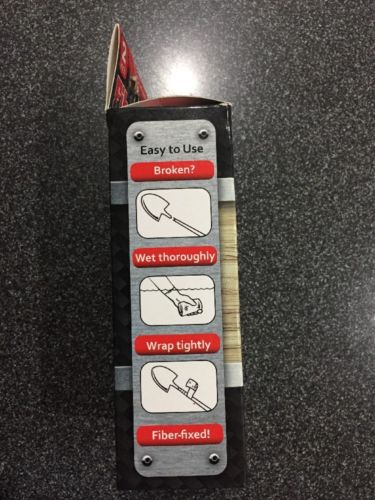 Easy to Use
Broken?
Wet thoroughly
Wrap tightly
Fiber-fixed!